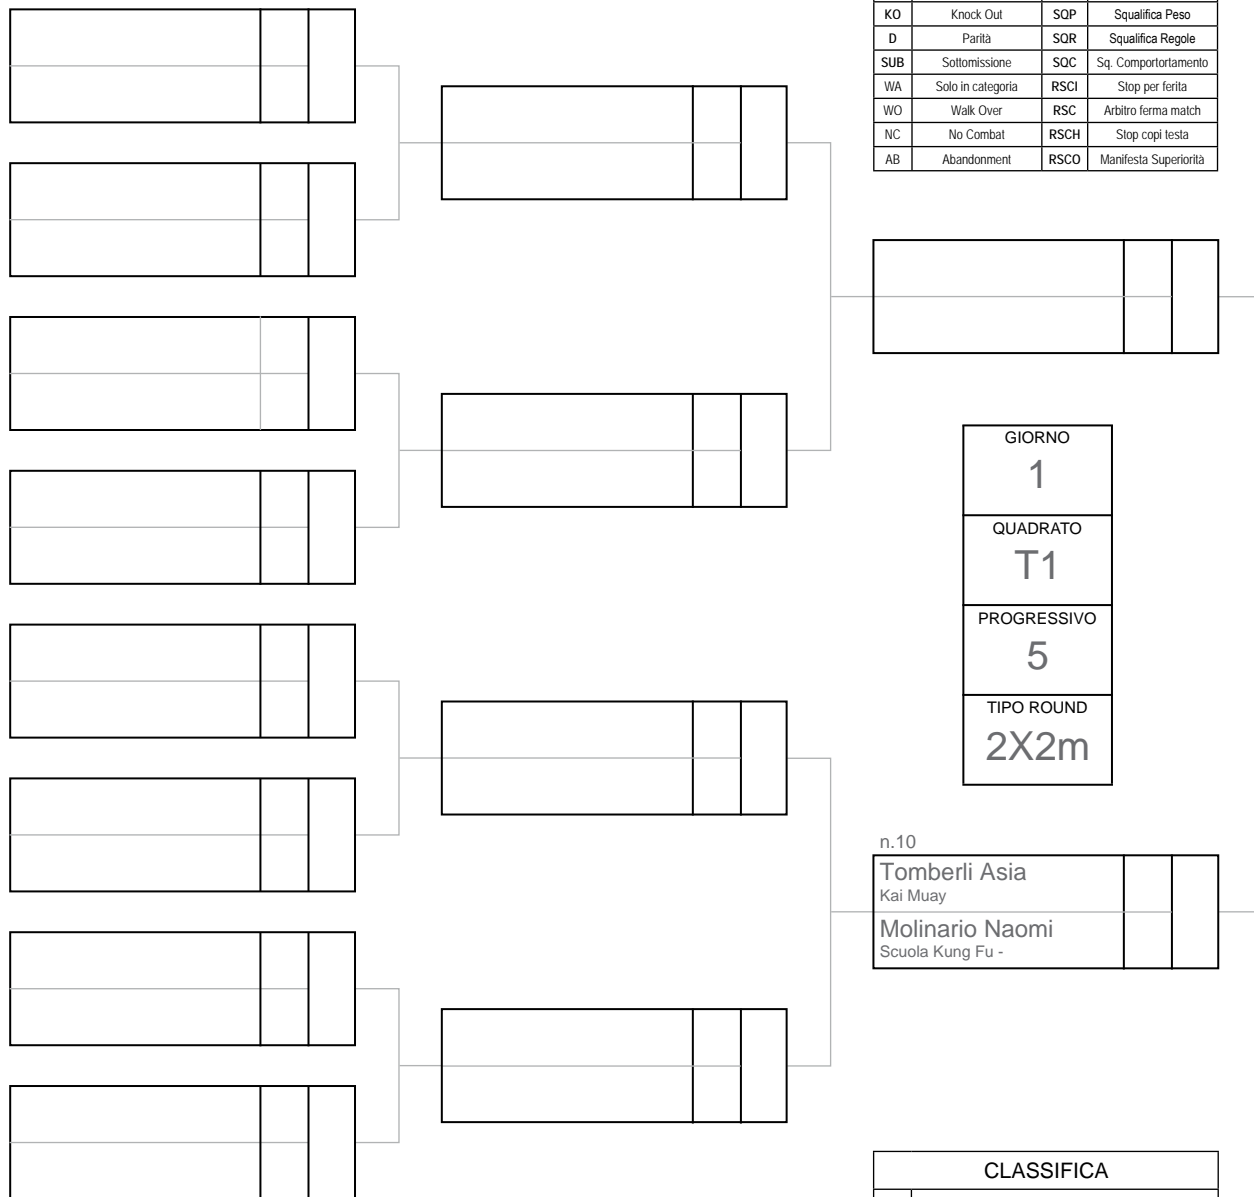 KO Knock Out SQP Squalifica Peso
D Parità SQR Squalifica Regole
SUB Sottomissione SQC Sq. Comportortamento
WA Solo in categoria RSCI Stop per ferita
WO Walk Over RSC Arbitro ferma match
NC No Combat RSCH Stop copi testa
AB Abandonment RSCO Manifesta Superiorità
GIORNO
1
QUADRATO
T1
PROGRESSIVO
5
TIPO ROUND
2X2m
n.10
Tomberli Asia
Kai Muay
Molinario Naomi
Scuola Kung Fu -
CLASSIFICA